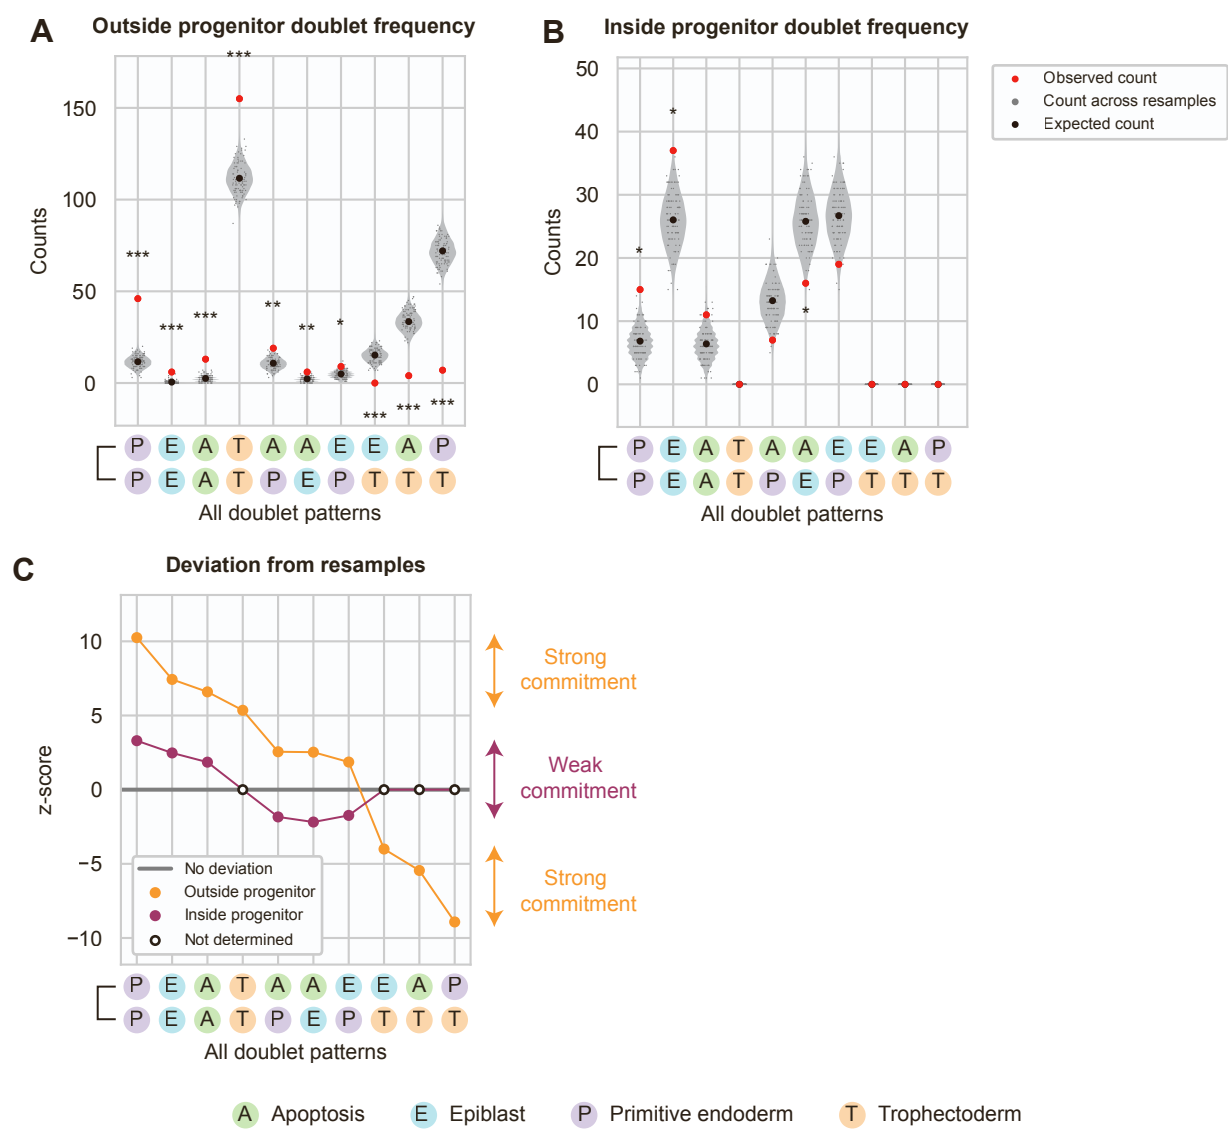 A
Outside progenitor doublet frequency
Counts
150
100
50
0
***
***
***
***
**
**
*
***
***
***
P E A T A A E E A P
P E A T P E P T T T
All doublet patterns
B
Inside progenitor doublet frequency
Counts
50
40
30
20
10
0
*
*
*
P E A T A A E E A P
P E A T P E P T T T
All doublet patterns
Observed count
Count across resamples
Expected count
C
Deviation from resamples
z-score
10
5
0
−5
−10
No deviation
Outside progenitor
Inside progenitor
Not determined
Strong
commitment
Weak
commitment
Strong
commitment
P E A T A A E E A P
P E A T P E P T T T
All doublet patterns
A Apoptosis E Epiblast P Primitive endoderm T Trophectoderm